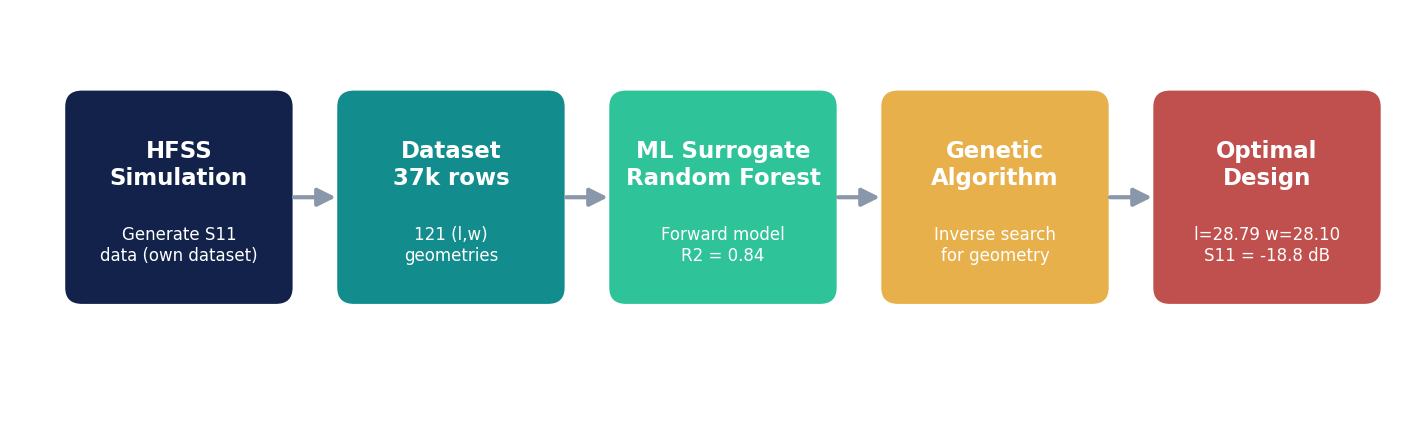 HFSS
Simulation
Generate S11
data (own dataset)
Dataset
37k rows
121 (l,w)
geometries
ML Surrogate
Random Forest
Forward model
R2 = 0.84
Genetic
Algorithm
Inverse search
for geometry
Optimal
Design
l=28.79 w=28.10
S11 = -18.8 dB